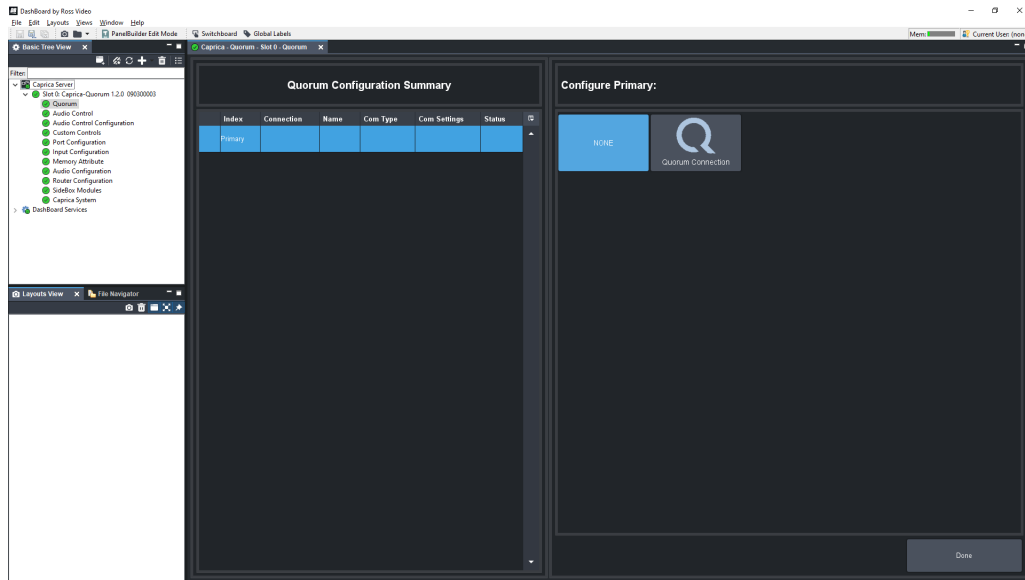 DashBoard by Ross Video
File Edit Layouts Views Window Help
PanelBuilder Edit Mode Switchboard Global Labels
Mem: Current User: (non
Basic Tree View
Caprica - Quorum - Slot 0 - Quorum
Filter:
Caprica Server
Slot 0: Caprica-Quorum 1.2.0 090300003
Quorum
Audio Control
Audio Control Configuration
Custom Controls
Port Configuration
Input Configuration
Memory Attribute
Audio Configuration
Router Configuration
SideBox Modules
Caprica System
DashBoard Services
Layouts View File Navigator
Quorum Configuration Summary
Index Connection Name Com Type Com Settings Status
Primary
Configure Primary:
NONE
Quorum Connection
Done